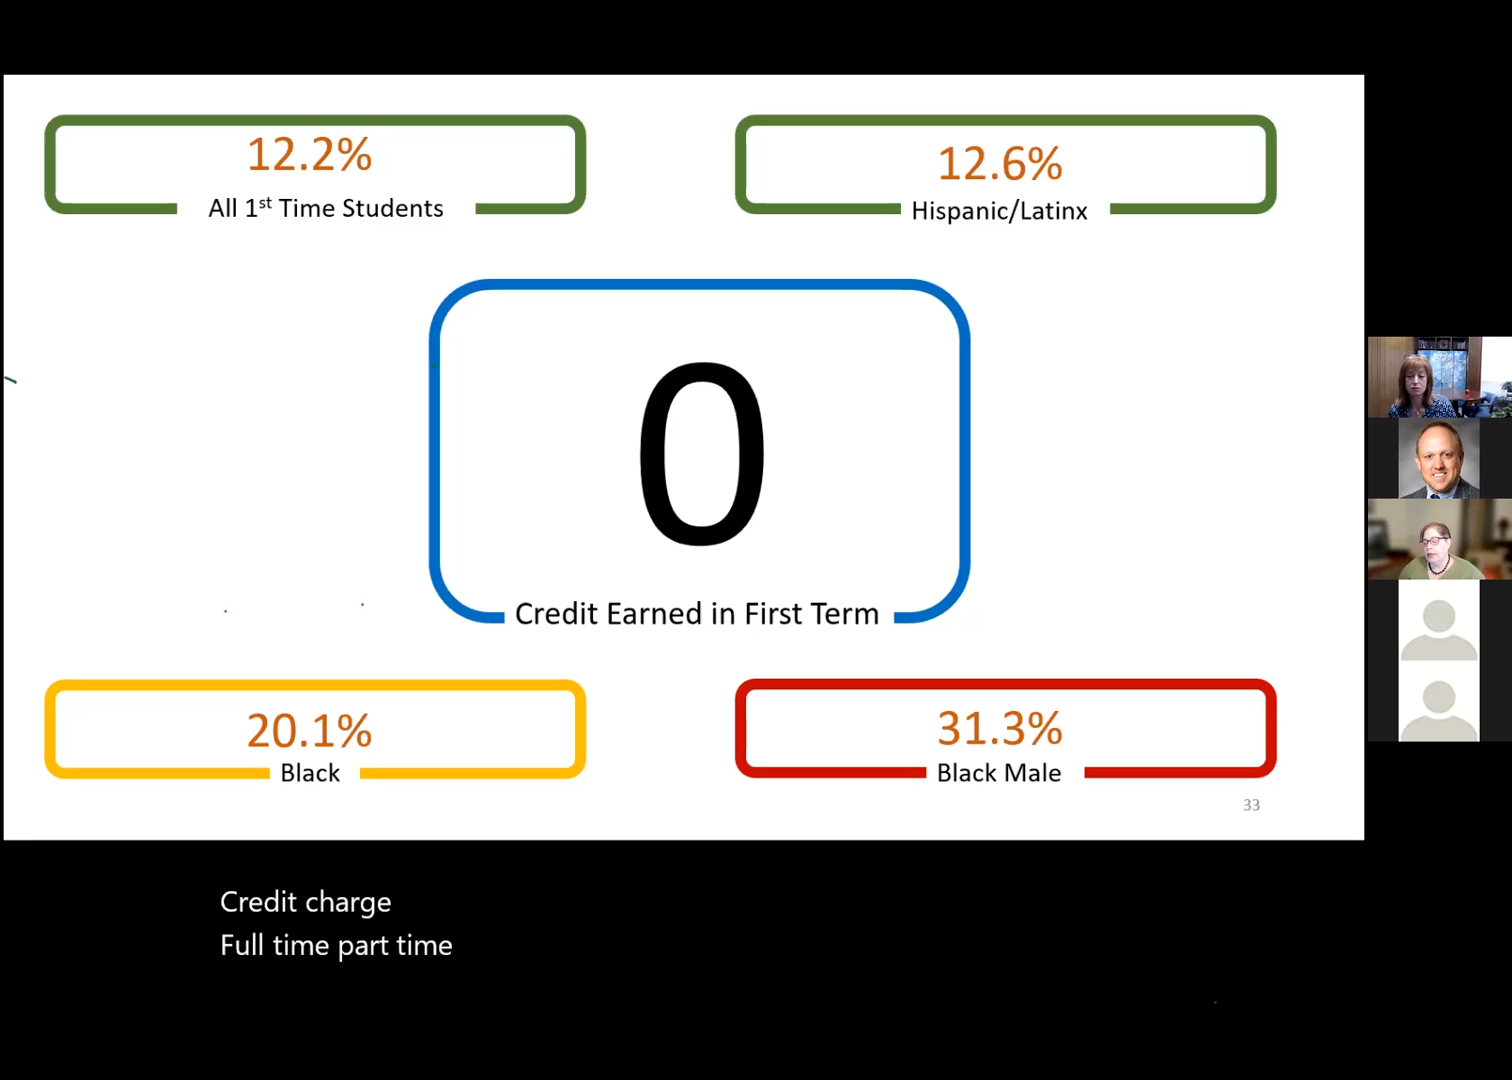 12.2%
All 1st Time Students
12.6%
Hispanic/Latinx
0
Credit Earned in First Term
20.1%
Black
31.3%
Black Male
33
Credit charge
Full time part time